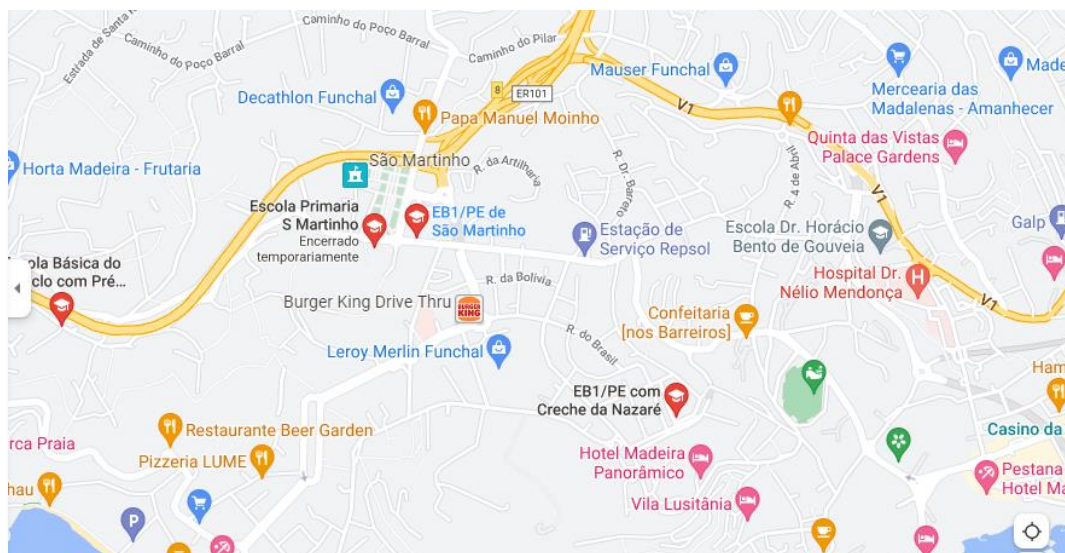 Estrada de Santa
Caminho do Poço Barral
Caminho do Poço Barral
Caminho do Pilar
Decathlon Funchal
8
ER101
Papa Manuel Moinho
Mauser Funchal
V1
Mercearia das
Madalenas - Amanhecer
Made
Horta Madeira - Frutaria
São Martinho
R. da Artilharia
R. Dr. Barreto
R. 4 de Abril
Quinta das Vistas
Palace Gardens
V1
Escola Primaria
S Martinho
Encerrado
temporariamente
EB1/PE de
São Martinho
Estação de
Serviço Repsol
Escola Dr. Horácio
Bento de Gouveia
Galp
ola Básica do
clo com Pré...
R. da Bolívia
Hospital Dr.
Nélio Mendonça
H
V1
Burger King Drive Thru
BURGER
KING
Confeitaria
[nos Barreiros]
Leroy Merlin Funchal
R. do Brasil
EB1/PE com
Creche da Nazaré
Ham
Restaurante Beer Garden
Casino da
rca Praia
Pizzeria LUME
Hotel Madeira
Panorâmico
Pestana
Hotel Ma
hau
Vila Lusitânia
P